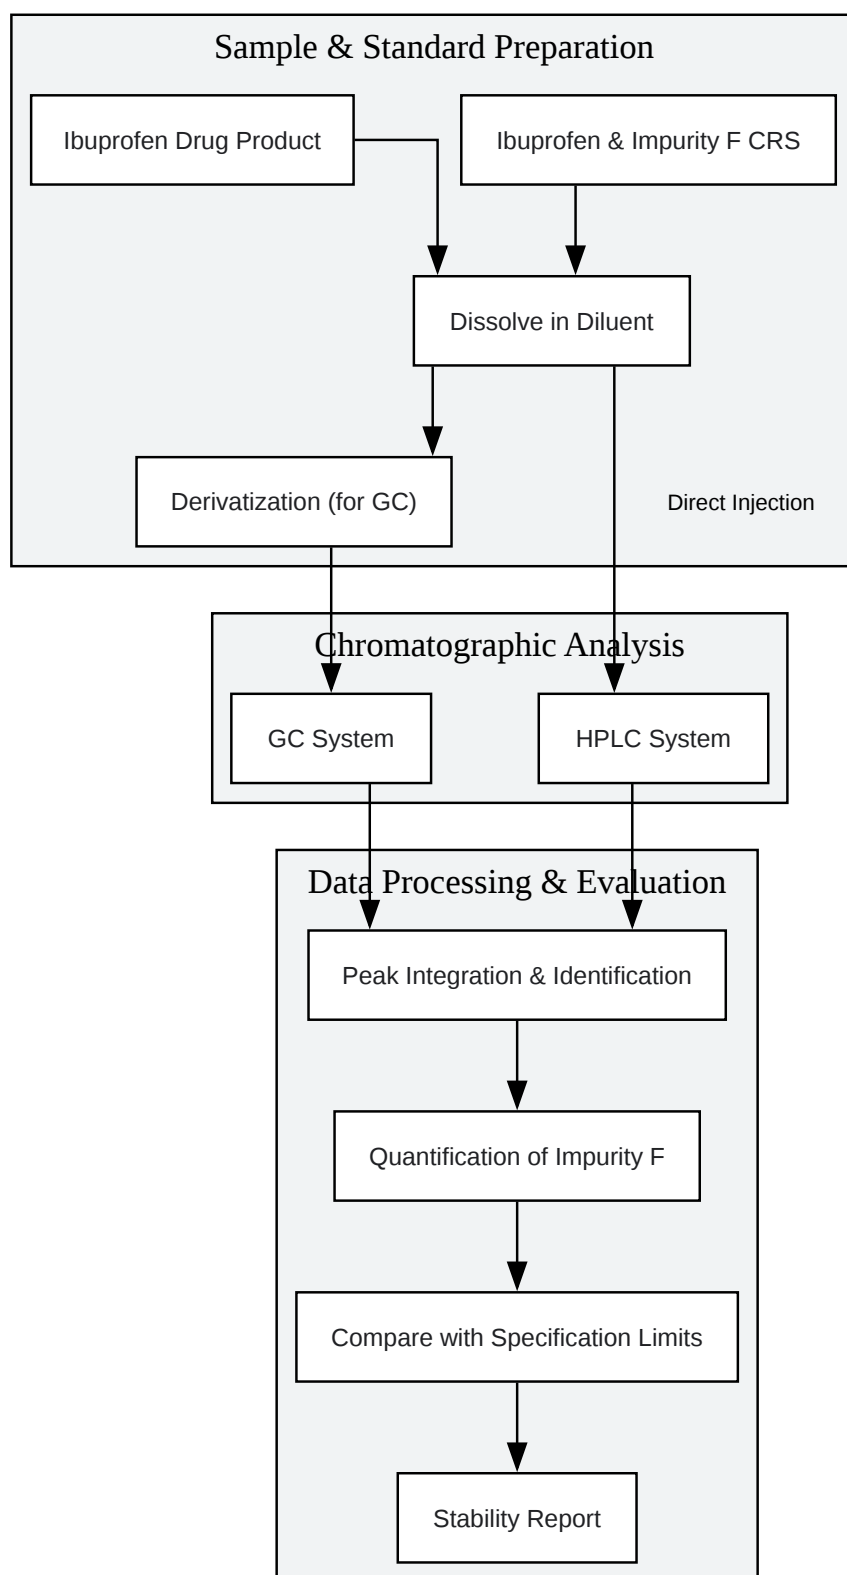 Sample & Standard Preparation
Ibuprofen Drug Product
Ibuprofen & Impurity F CRS
Dissolve in Diluent
Derivatization (for GC)
Direct Injection
Chromatographic Analysis
GC System
HPLC System
Data Processing & Evaluation
Peak Integration & Identification
Quantification of Impurity F
Compare with Specification Limits
Stability Report